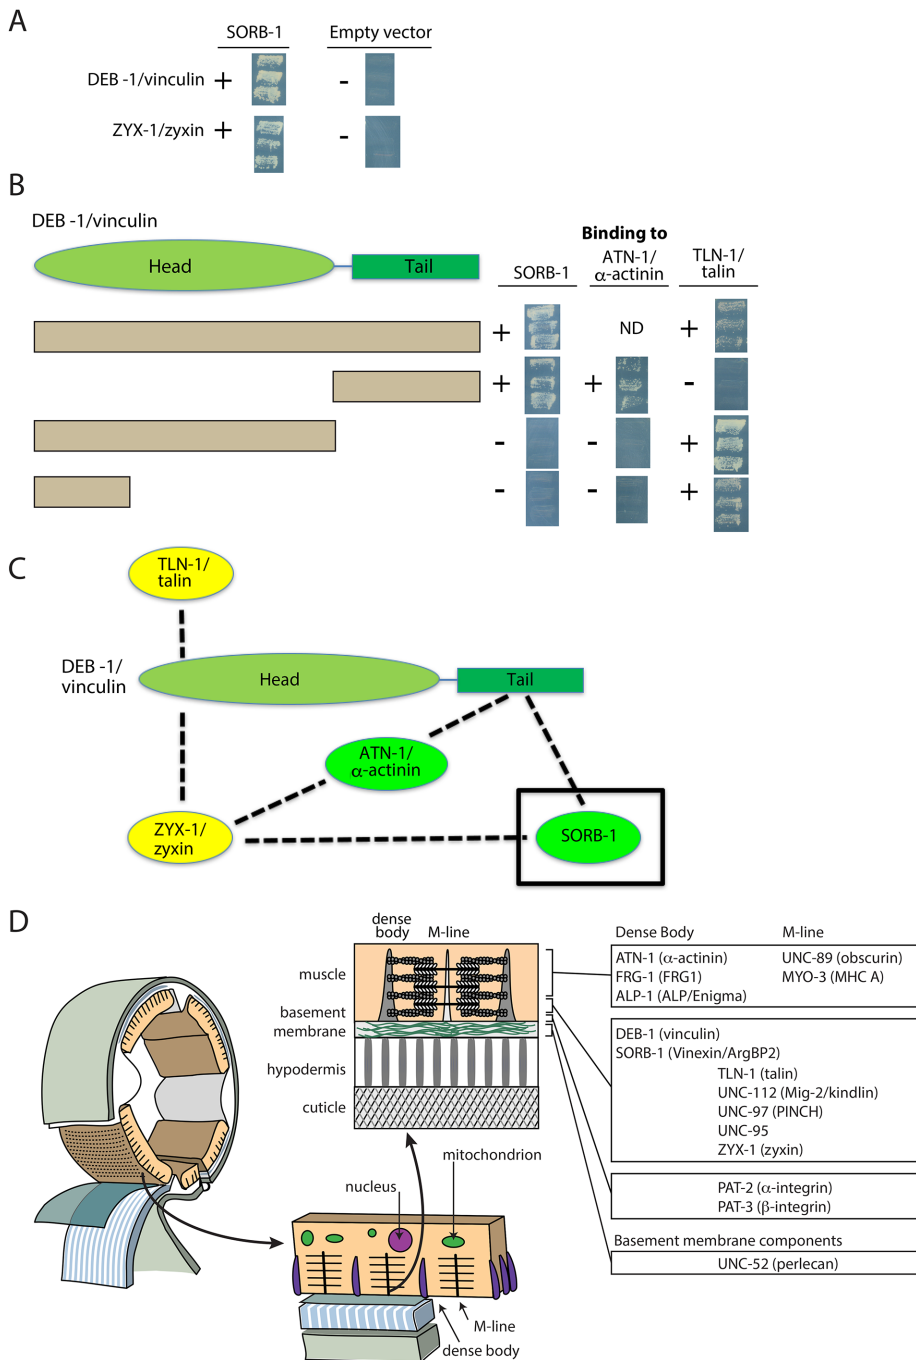 A
SORB-1 Empty vector
DEB -1/vinculin + -
ZYX-1/zyxin + -
B
DEB -1/vinculin
Head Tail
Binding to
SORB-1 ATN-1/ α-actinin TLN-1/ talin
+ ND +
+ + -
- - +
- - +
C
TLN-1/
talin
DEB -1/
vinculin
Head Tail
ATN-1/
α-actinin
ZYX-1/
zyxin
SORB-1
D
dense
body M-line
muscle
basement
membrane
hypodermis
cuticle
Dense Body M-line
ATN-1 (α-actinin) UNC-89 (obscurin)
FRG-1 (FRG1) MYO-3 (MHC A)
ALP-1 (ALP/Enigma)
DEB-1 (vinculin)
SORB-1 (Vinexin/ArgBP2)
TLN-1 (talin)
UNC-112 (Mig-2/kindlin)
UNC-97 (PINCH)
UNC-95
ZYX-1 (zyxin)
PAT-2 (α-integrin)
PAT-3 (β-integrin)
Basement membrane components
UNC-52 (perlecan)
mitochondrion
nucleus
M-line
dense body